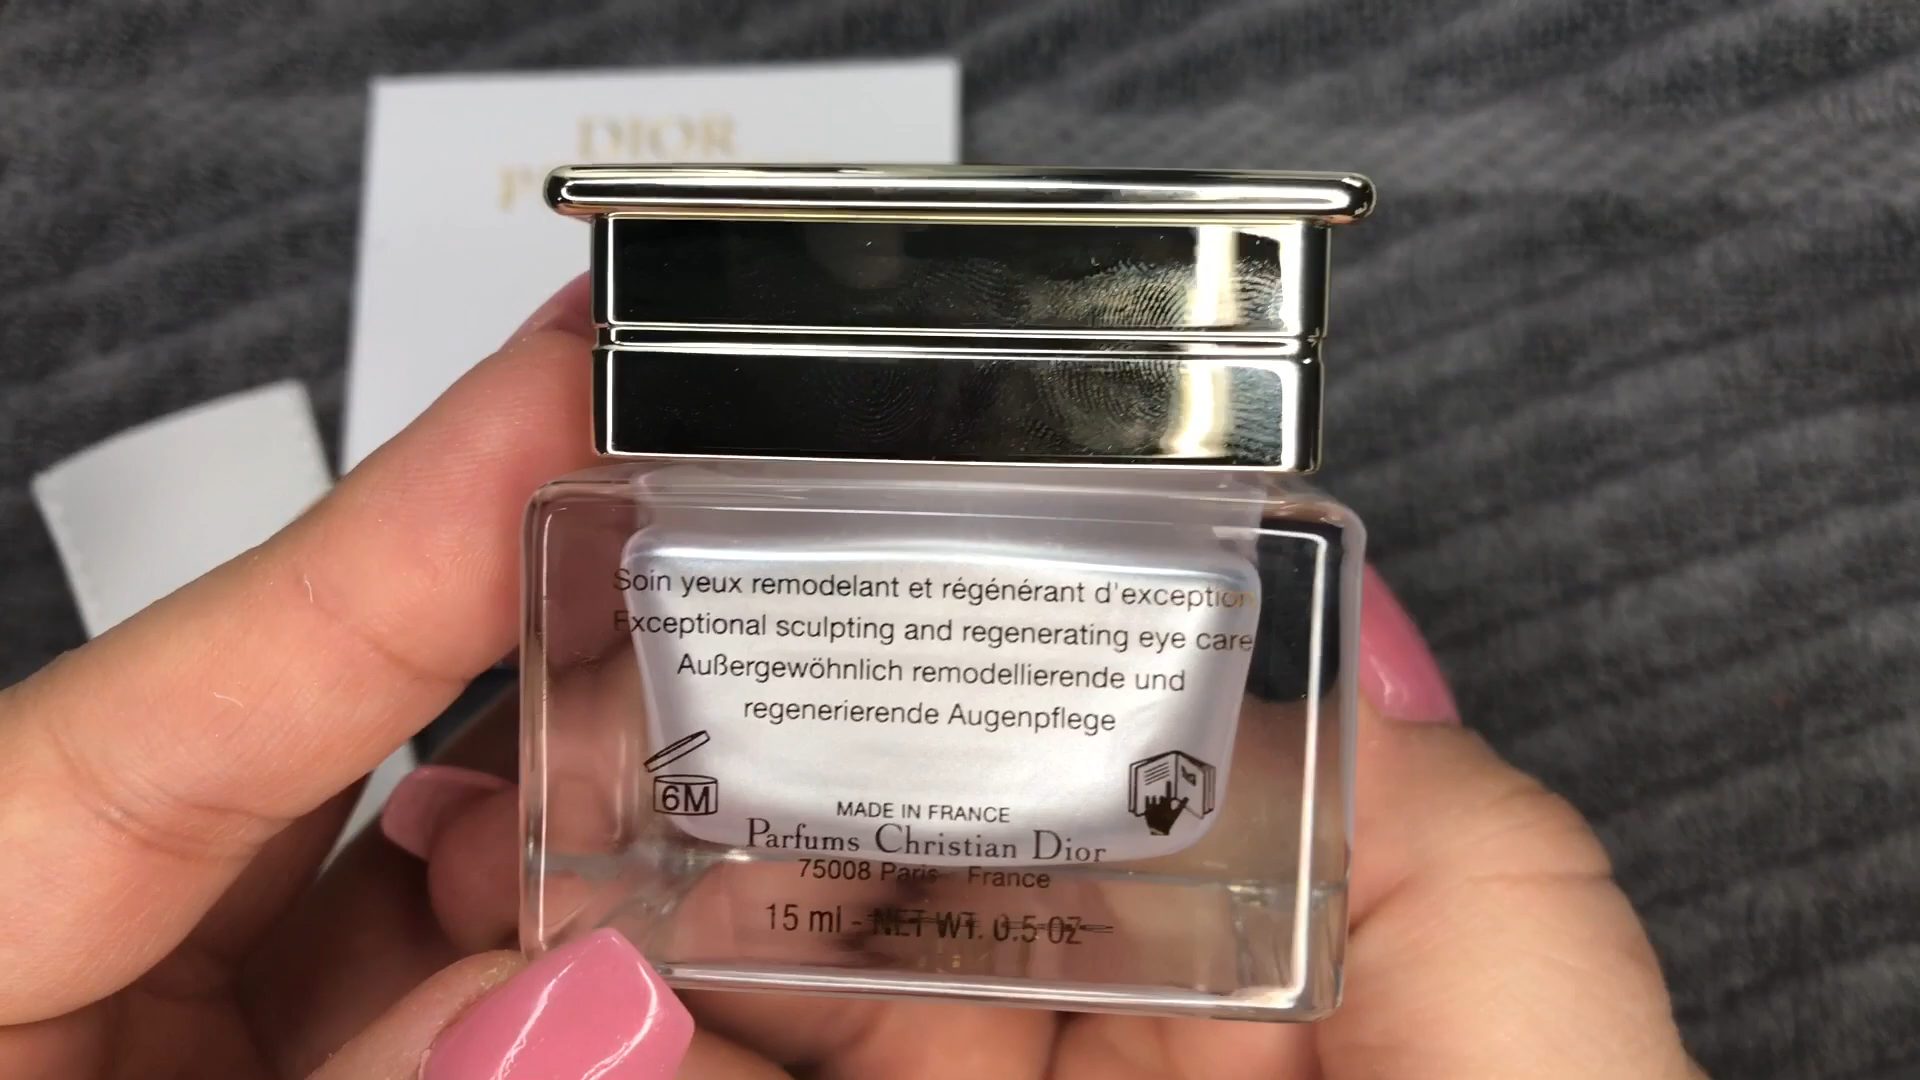 DIOR
Soin yeux remodelant et régénérant d'exception
Exceptional sculpting and regenerating eye care
Außergewöhnlich remodellierende und
regenerierende Augenpflege
6M
MADE IN FRANCE
Parfums Christian Dior
75008 Paris - France
15 ml - NET WT. 0.5 OZ